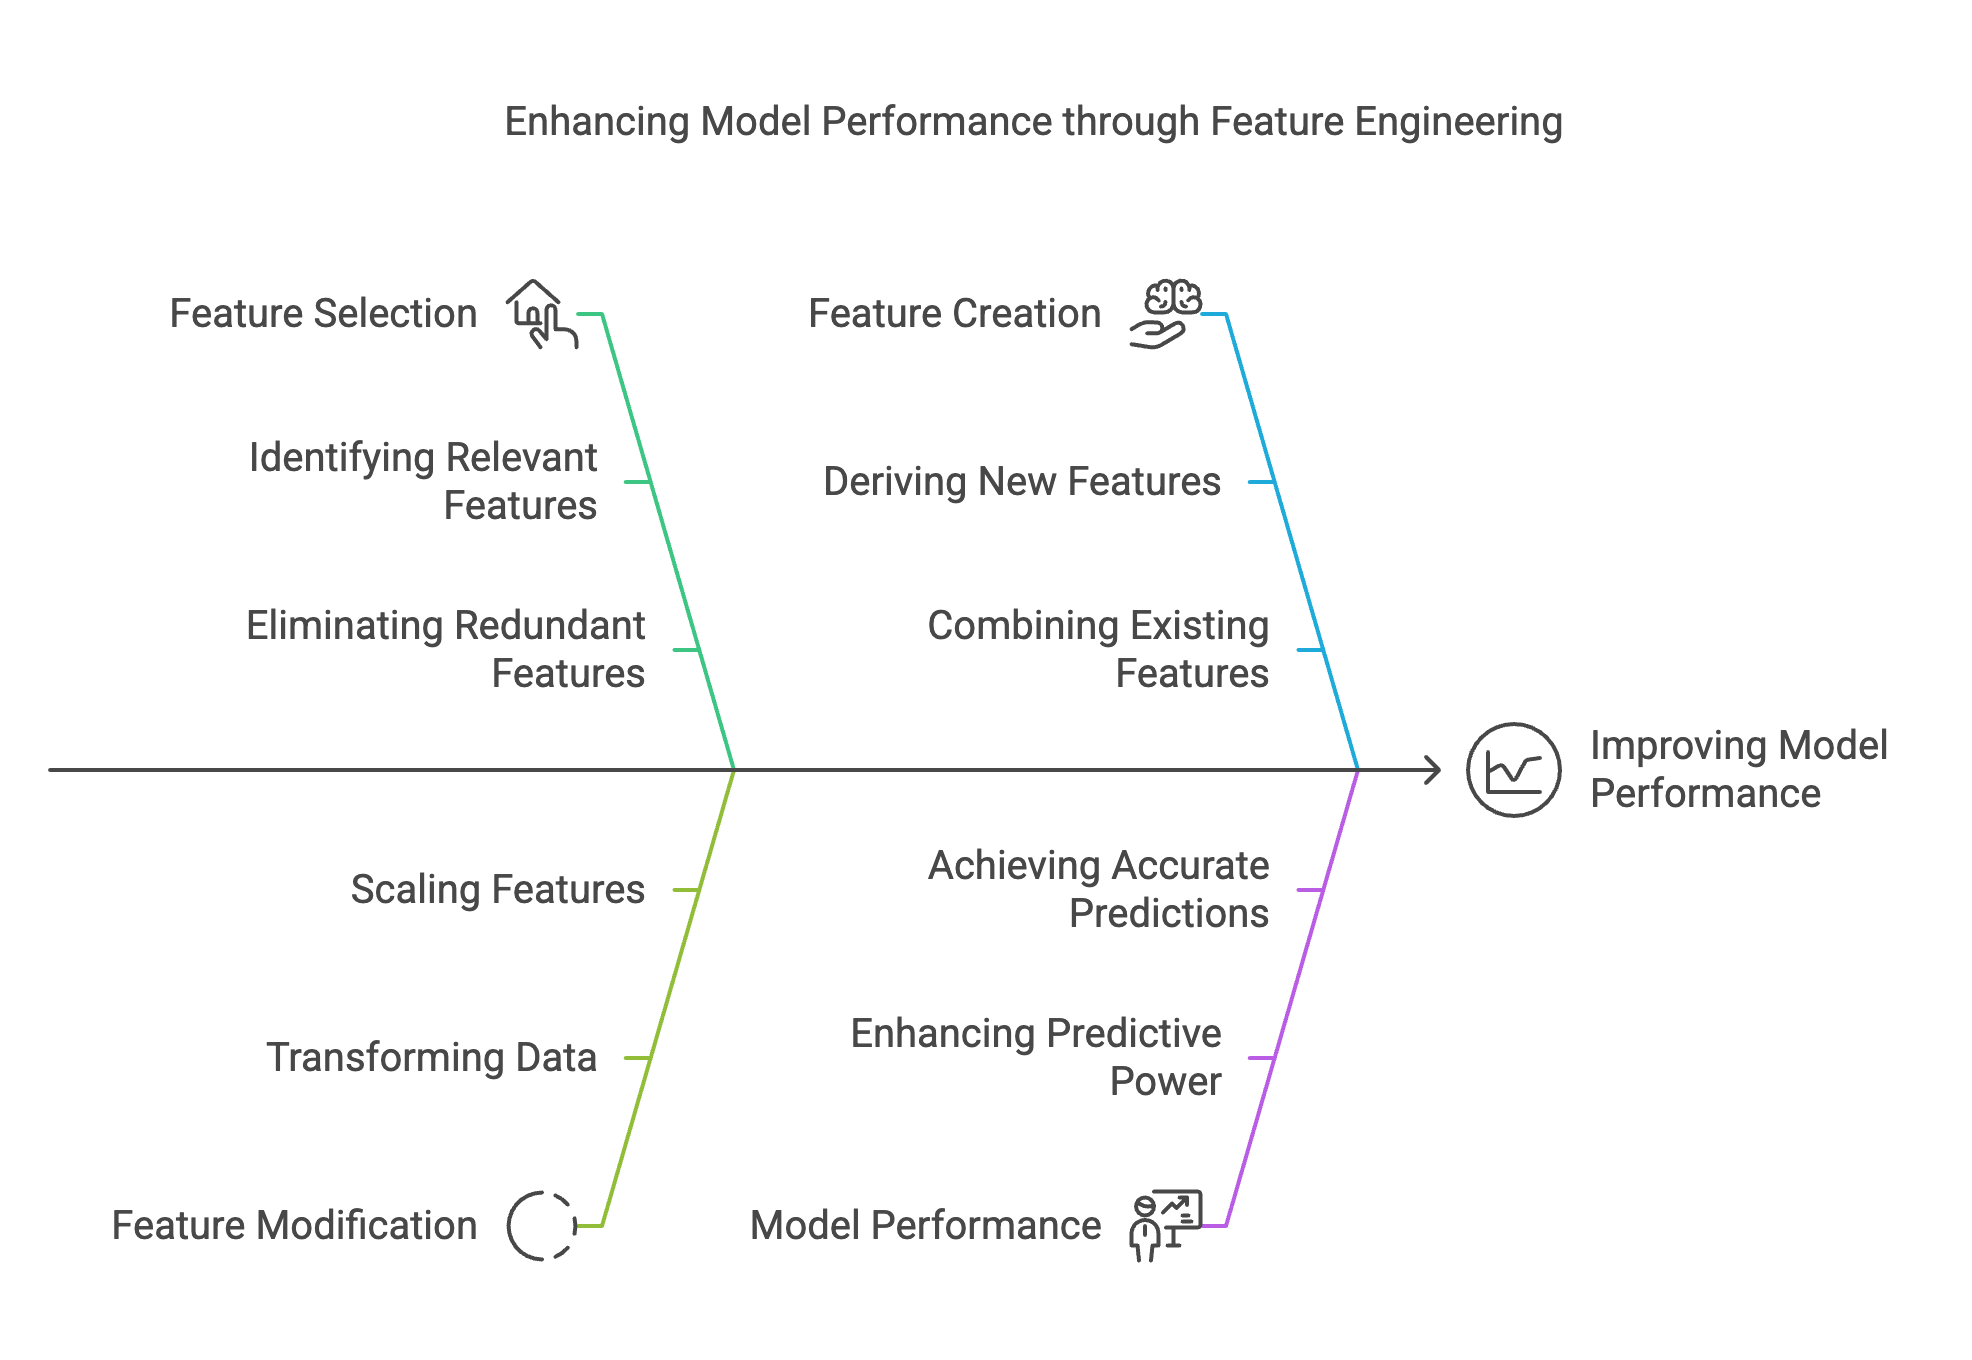 Enhancing Model Performance through Feature Engineering
Feature Selection
Identifying Relevant
Features
Eliminating Redundant
Features
Feature Creation
Deriving New Features
Combining Existing
Features
Improving Model
Performance
Scaling Features
Transforming Data
Feature Modification
Achieving Accurate
Predictions
Enhancing Predictive
Power
Model Performance